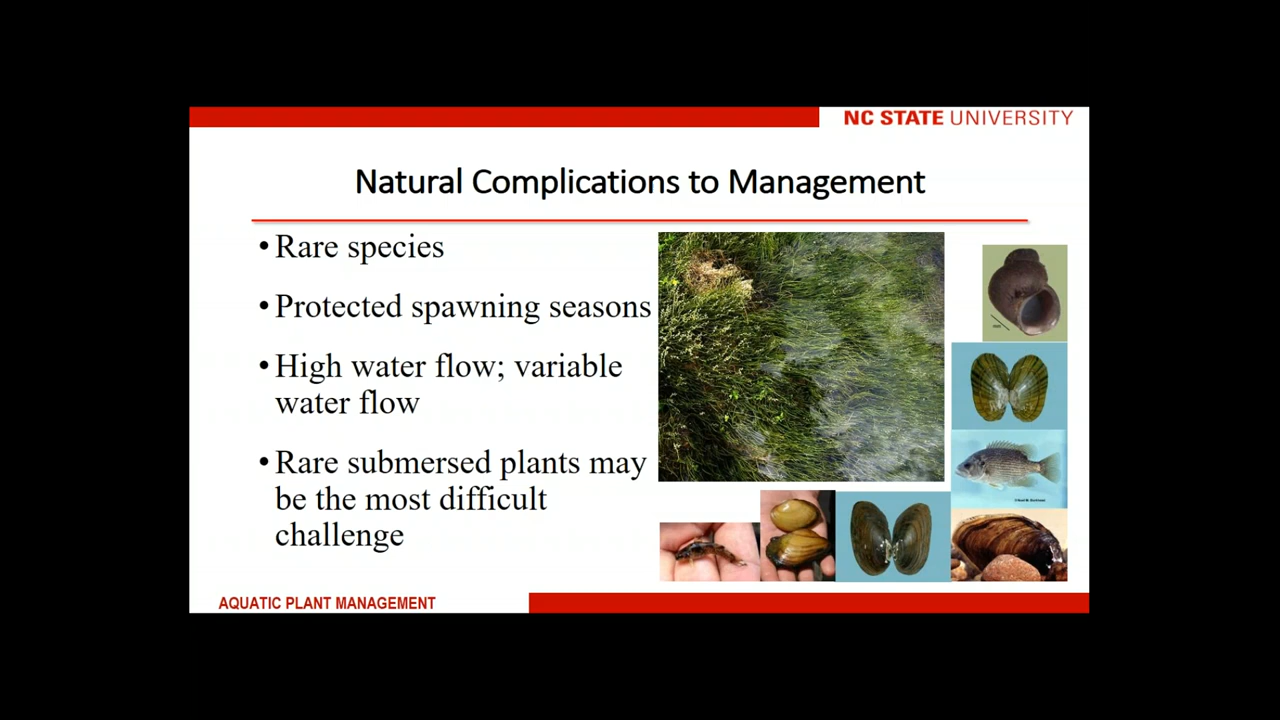 NC STATE UNIVERSITY
Natural Complications to Management
• Rare species
• Protected spawning seasons
• High water flow; variable
water flow
• Rare submersed plants may
be the most difficult
challenge
AQUATIC PLANT MANAGEMENT